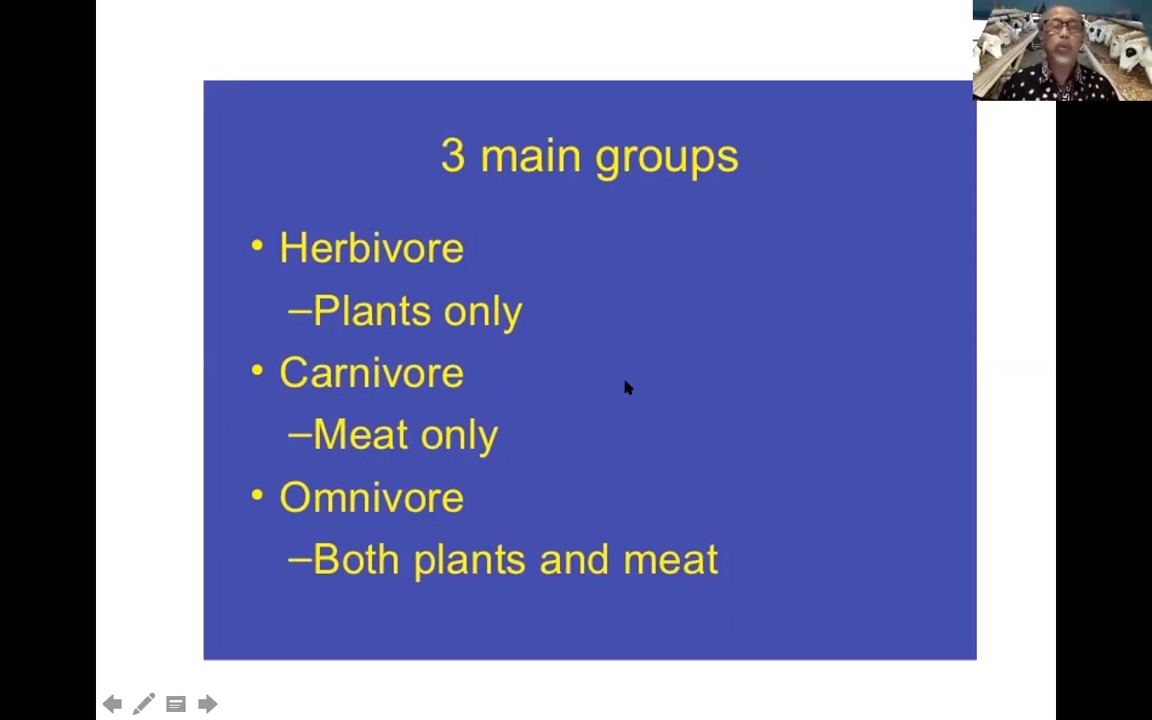 3 main groups
• Herbivore
–Plants only
• Carnivore
–Meat only
• Omnivore
–Both plants and meat